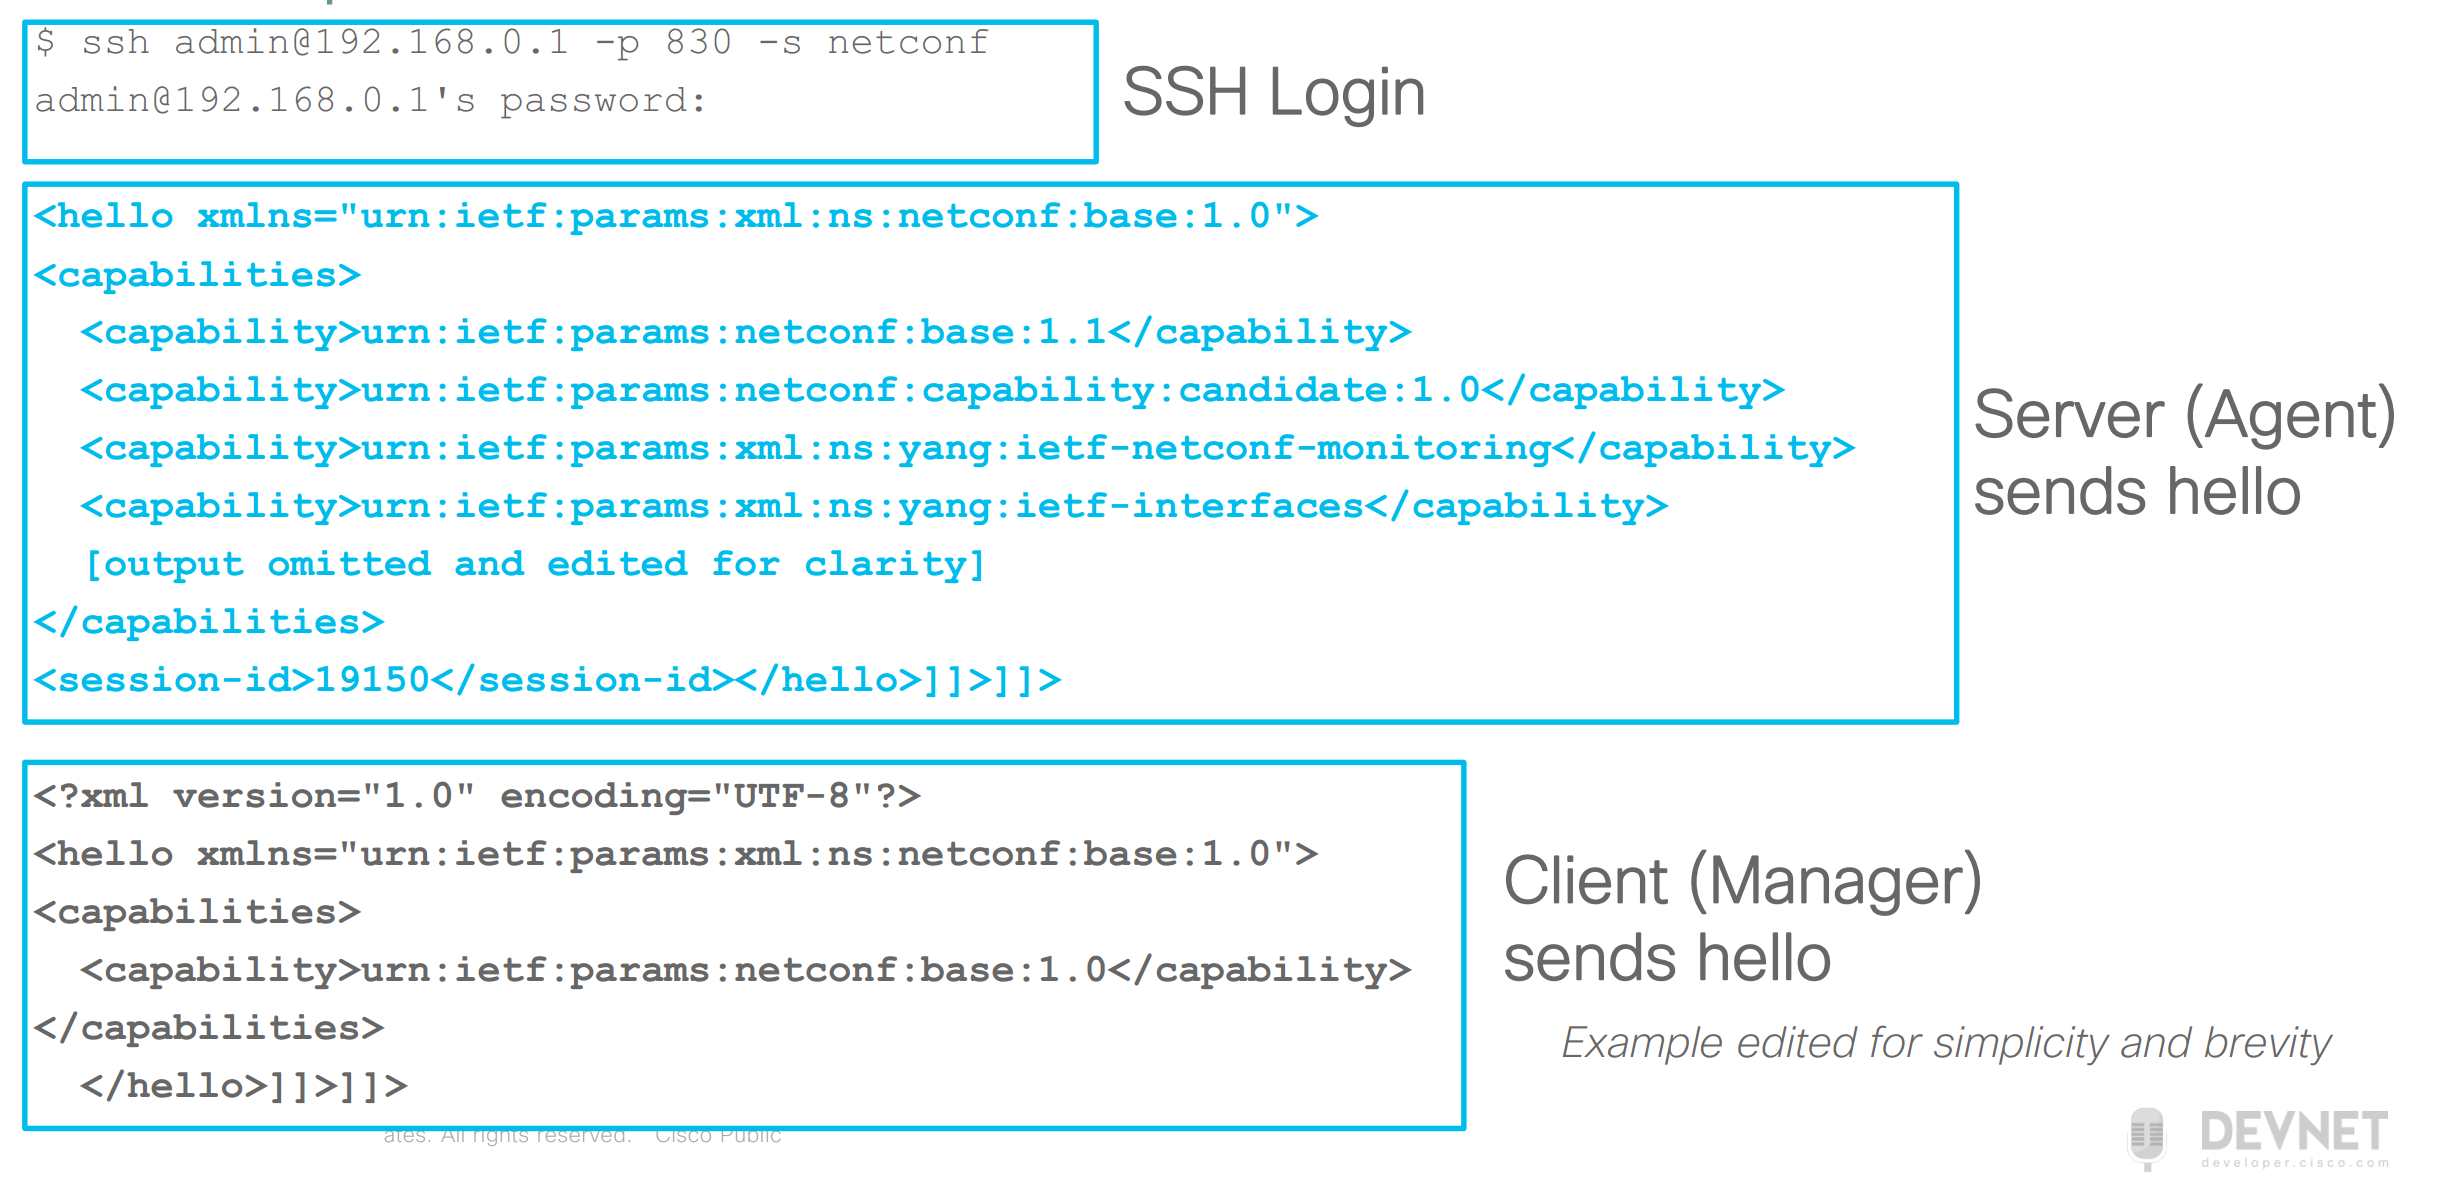 $ ssh admin@192.168.0.1 -p 830 -s netconf
admin@192.168.0.1's password:
SSH Login
<hello xmlns="urn:ietf:params:xml:ns:netconf:base:1.0">
<capabilities>
<capability>urn:ietf:params:netconf:base:1.1</capability>
<capability>urn:ietf:params:netconf:capability:candidate:1.0</capability>
<capability>urn:ietf:params:xml:ns:yang:ietf-netconf-monitoring</capability>
<capability>urn:ietf:params:xml:ns:yang:ietf-interfaces</capability>
[output omitted and edited for clarity]
</capabilities>
<session-id>19150</session-id></hello>]]>]]>
Server (Agent)
sends hello
<?xml version="1.0" encoding="UTF-8"?>
<hello xmlns="urn:ietf:params:xml:ns:netconf:base:1.0">
<capabilities>
<capability>urn:ietf:params:netconf:base:1.0</capability>
</capabilities>
</hello>]]>]]>
Client (Manager)
sends hello
Example edited for simplicity and brevity
ates. All rights reserved. Cisco Public
DEVNET
developer.cisco.com